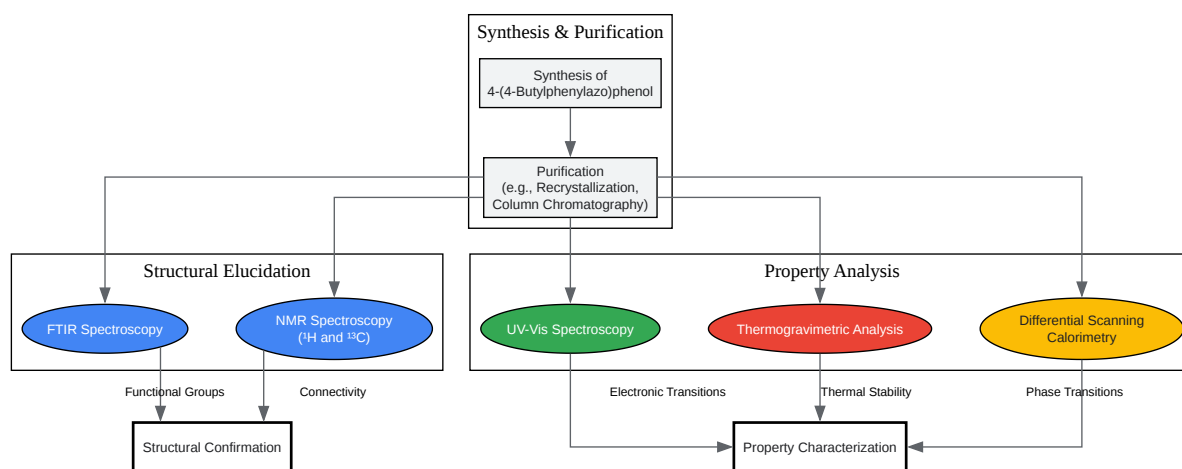 Synthesis & Purification
Synthesis of
4-(4-Butylphenylazo)phenol
Purification
(e.g., Recrystallization,
Column Chromatography)
Structural Elucidation
Property Analysis
FTIR Spectroscopy
NMR Spectroscopy
(¹H and ¹³C)
UV-Vis Spectroscopy
Thermogravimetric Analysis
Differential Scanning
Calorimetry
Functional Groups
Connectivity
Electronic Transitions
Thermal Stability
Phase Transitions
Structural Confirmation
Property Characterization